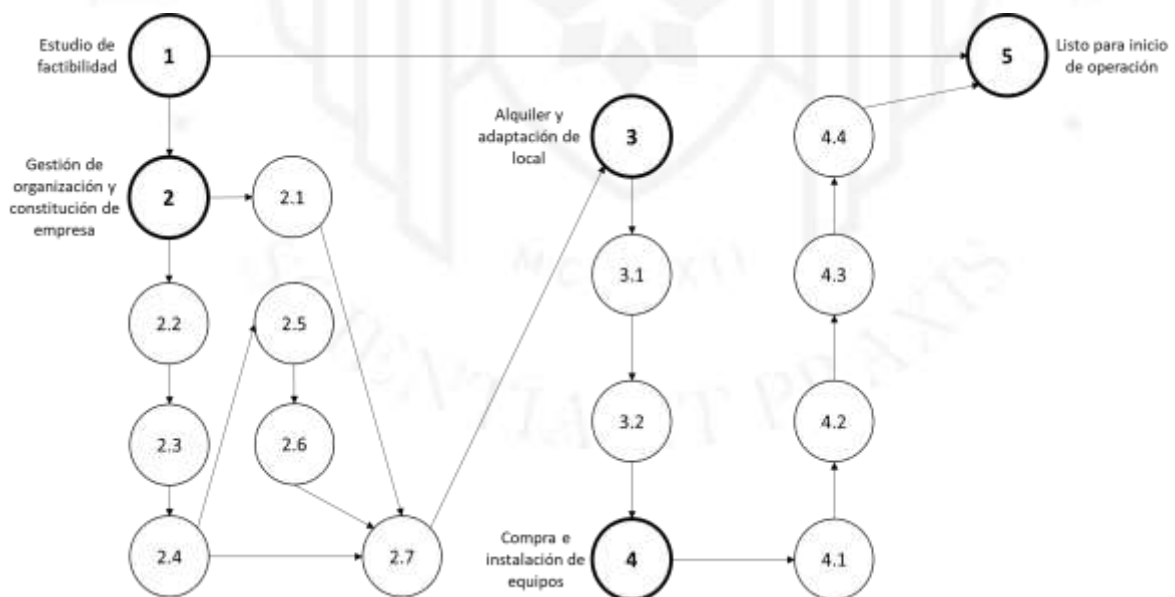 Estudio de
factibilidad
1
5
Listo para inicio
de operación
Alquiler y
adaptación de
local
3
4.4
Gestión de
organización y
constitución de
empresa
2
2.1
3.1
4.3
2.2
2.5
2.3
2.6
3.2
4.2
2.4
2.7
Compra e
instalación de
equipos
4
4.1
ET PRAXIS